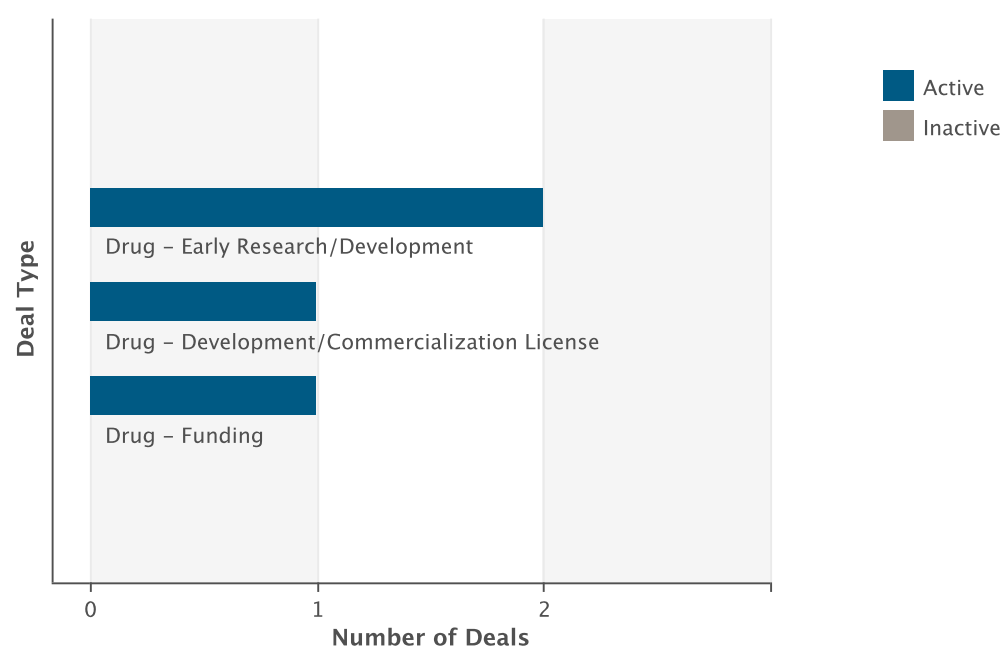 Active
Inactive
Deal Type
Drug – Early Research/Development
Drug – Development/Commercialization License
Drug – Funding
0 1 2
Number of Deals